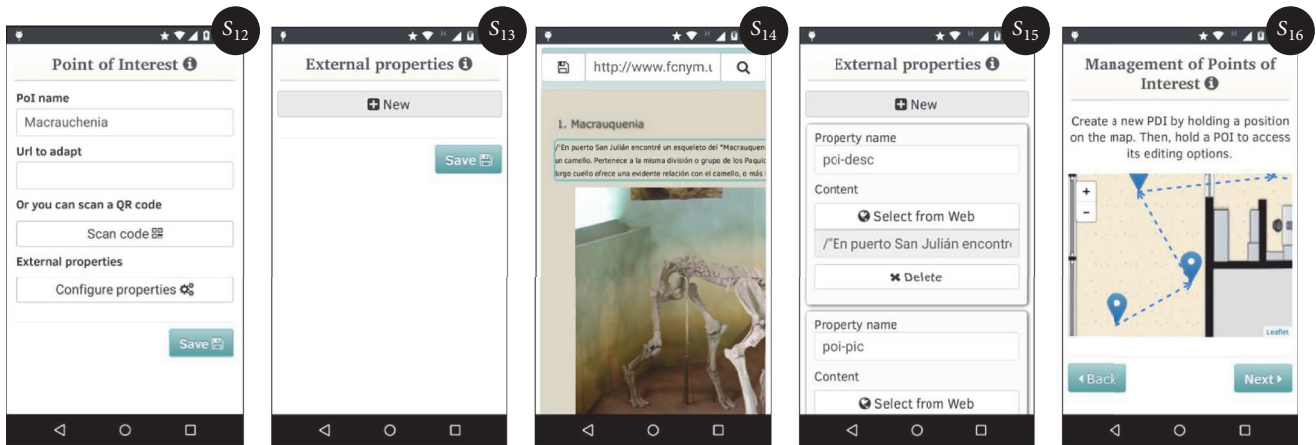 S12
Point of Interest
PoI name
Macrauchenia
Url to adapt
Or you can scan a QR code
Scan code
External properties
Configure properties
Save
S13
External properties
New
Save
S14
http://www.fcnym.u
1. Macrauquenia
/"En puerto San Julián encontré un esqueleto del "Macrauquen
un camello. Pertenece a la misma división o grupo de los Paquid
largo cuello ofrece una evidente relación con el camello, o más
S15
External properties
New
Property name
poi-desc
Content
Select from Web
/"En puerto San Julián encontré
Delete
Property name
poi-pic
Content
Select from Web
S16
Management of Points of
Interest
Create a new PDI by holding a position
on the map. Then, hold a POI to access
its editing options.
+
-
Leaflet
Back
Next